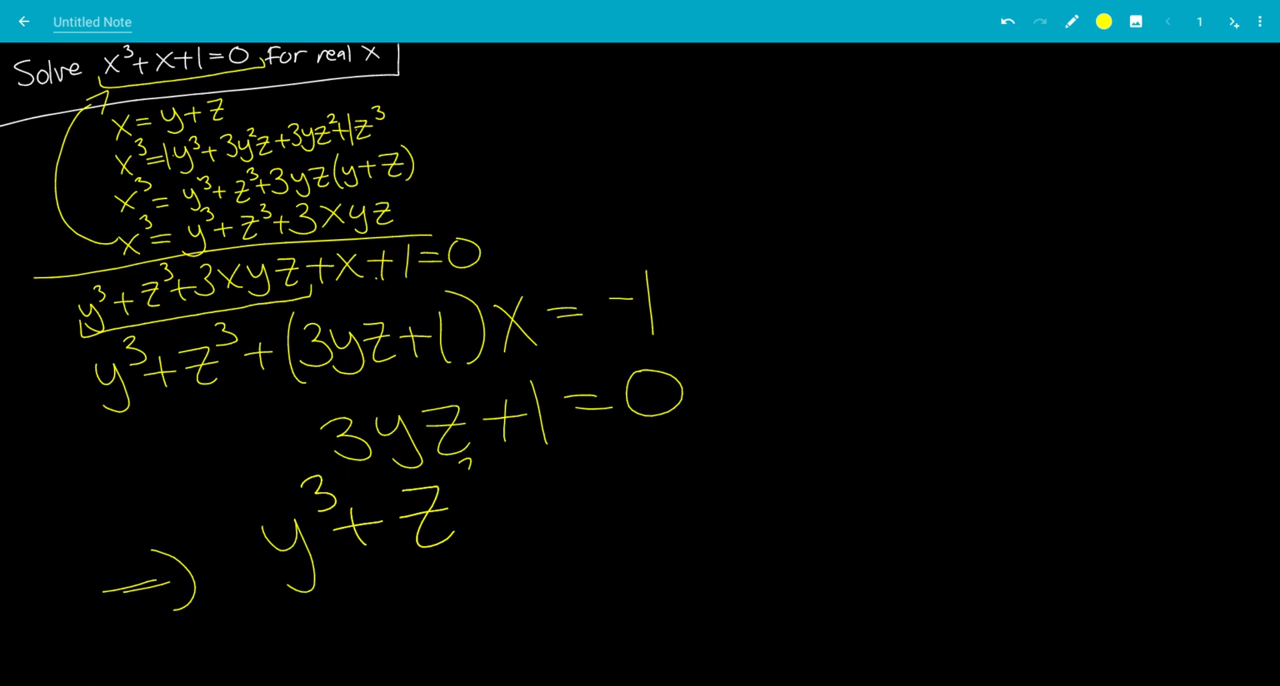 Untitled Note
1
Solve x³+x+1=0, for real x
x=y+z
x³=1y³+3y²z+3yz²+1z³
x³=y³+z³+3yz(y+z)
x³=y³+z³+3xyz
y³+z³+3xyz+x+1=0
y³+z³+(3yz+1)x=-1
3yz+1=0
⇒ y³+z